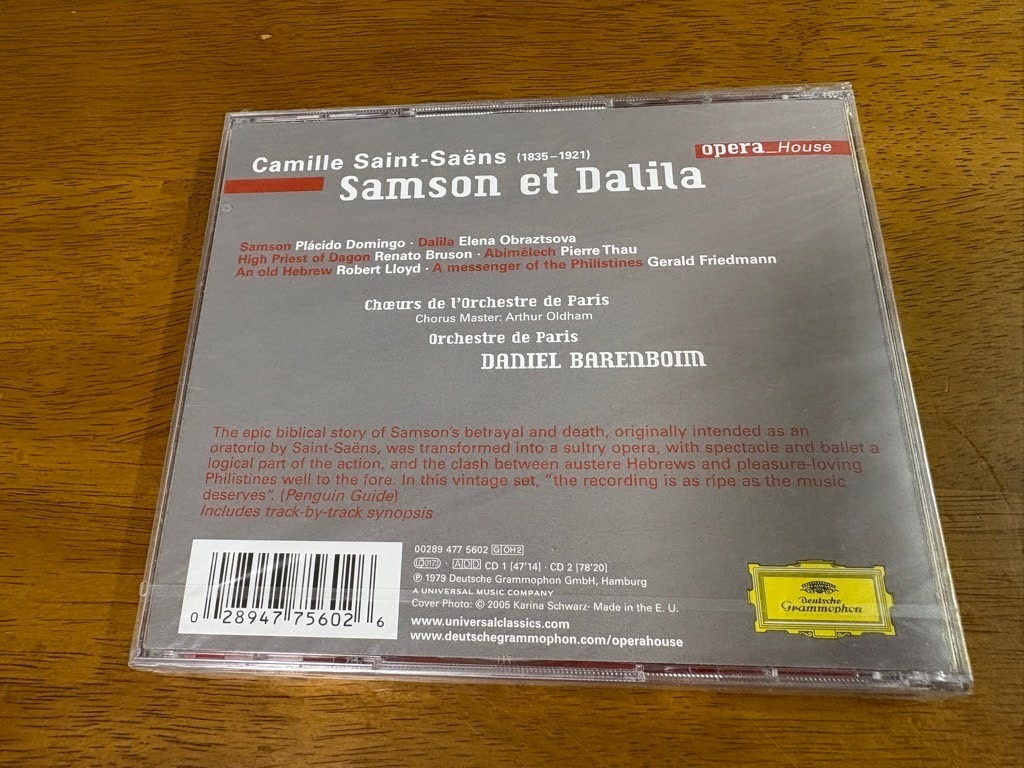 opera_House
Camille Saint-Saëns (1835–1921)
Samson et Dalila
Samson Plácido Domingo · Dalila Elena Obraztsova
High Priest of Dagon Renato Bruson · Abimélech Pierre Thau
An old Hebrew Robert Lloyd · A messenger of the Philistines Gerald Friedmann
Chœurs de l'Orchestre de Paris
Chorus Master: Arthur Oldham
Orchestre de Paris
DANIEL BARENBOIM
The epic biblical story of Samson's betrayal and death, originally intended as an
oratorio by Saint-Saëns, was transformed into a sultry opera, with spectacle and ballet a
logical part of the action, and the clash between austere Hebrews and pleasure-loving
Philistines well to the fore. In this vintage set, "the recording is as ripe as the music
deserves". (Penguin Guide)
Includes track-by-track synopsis
00289 477 5602 G OH 2
LC 0173 · ADD CD 1 [47'14] · CD 2 [78'20]
℗ 1979 Deutsche Grammophon GmbH, Hamburg
A UNIVERSAL MUSIC COMPANY
Cover Photo: © 2005 Karina Schwarz · Made in the E. U.
www.universalclassics.com
www.deutschegrammophon.com/operahouse
0 28947 75602 6
Deutsche
Grammophon